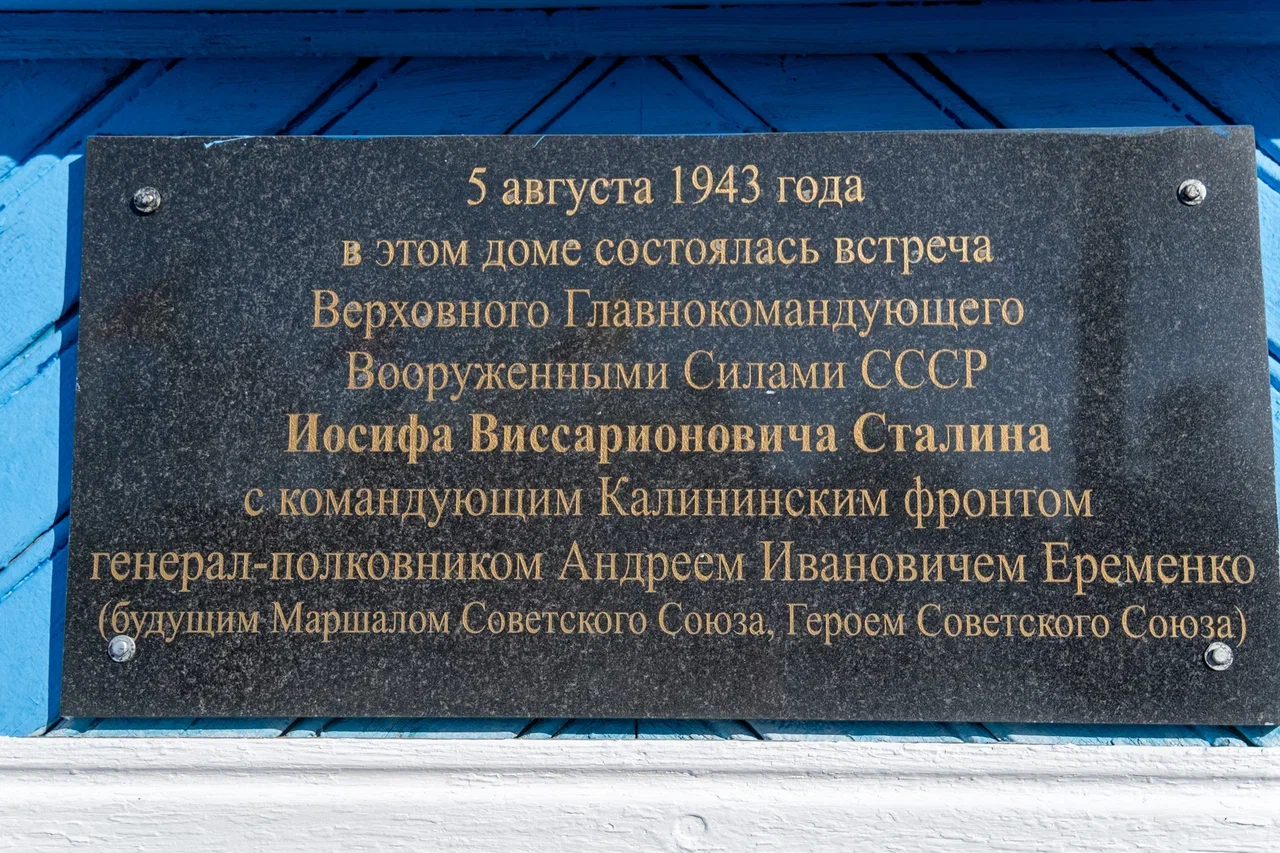 5 августа 1943 года
в этом доме состоялась встреча
Верховного Главнокомандующего
Вооруженными Силами СССР
Иосифа Виссарионовича Сталина
с командующим Калининским фронтом
генерал-полковником Андреем Ивановичем Еременко
(будущим Маршалом Советского Союза, Героем Советского Союза)